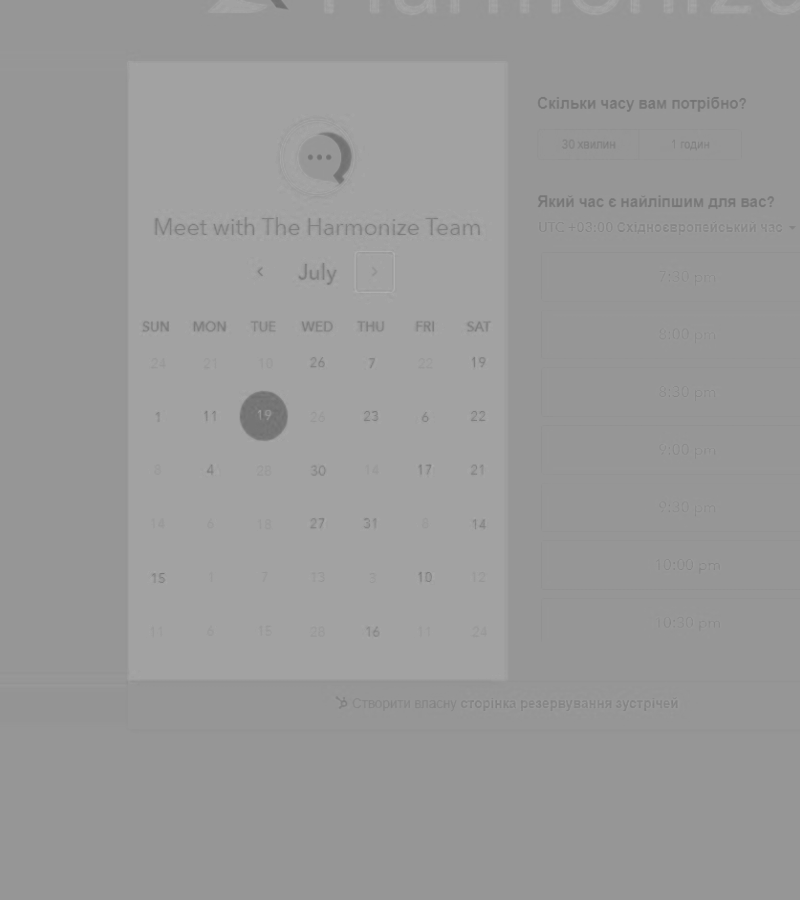 Harmonize
Meet with The Harmonize Team
July
SUN MON TUE WED THU FRI SAT
24 21 10 26 7 22 19
1 11 19 26 23 6 22
8 4 28 30 14 17 21
14 6 18 27 31 8 14
15 1 7 13 3 10 12
11 6 15 28 16 11 24
Скільки часу вам потрібно?
30 хвилин 1 годин
Який час є найліпшим для вас?
UTC +03:00 Східноєвропейський час
7:30 pm
8:00 pm
8:30 pm
9:00 pm
9:30 pm
10:00 pm
10:30 pm
Створити власну сторінка резервування зустрічей